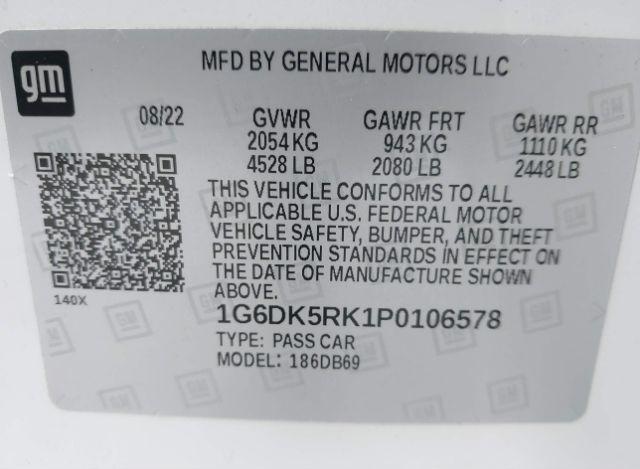 gm
MFD BY GENERAL MOTORS LLC
08/22 GVWR GAWR FRT GAWR RR
2054 KG 943 KG 1110 KG
4528 LB 2080 LB 2448 LB
THIS VEHICLE CONFORMS TO ALL
APPLICABLE U.S. FEDERAL MOTOR
VEHICLE SAFETY, BUMPER, AND THEFT
PREVENTION STANDARDS IN EFFECT ON
THE DATE OF MANUFACTURE SHOWN
ABOVE.
140X
1G6DK5RK1P0106578
TYPE: PASS CAR
MODEL: 186DB69